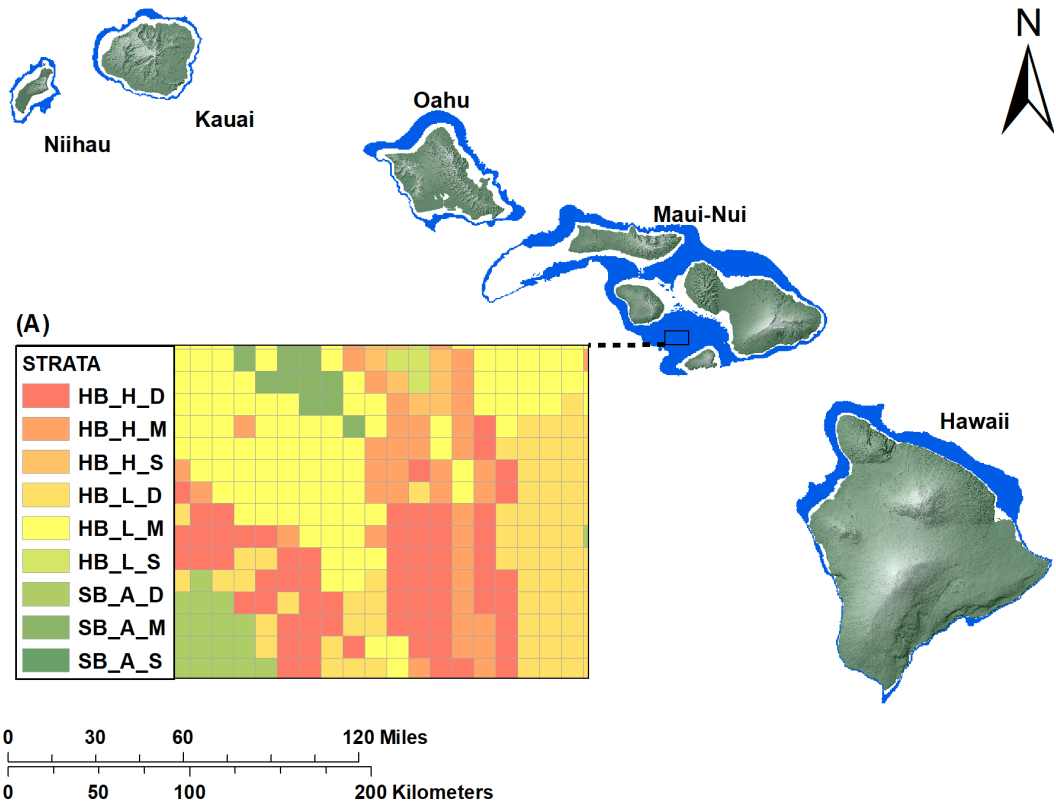 N
Oahu
Kauai
Niihau
Maui-Nui
(A)
STRATA
HB_H_D
HB_H_M
HB_H_S
HB_L_D
HB_L_M
HB_L_S
SB_A_D
SB_A_M
SB_A_S
Hawaii
0 30 60 120 Miles
0 50 100 200 Kilometers